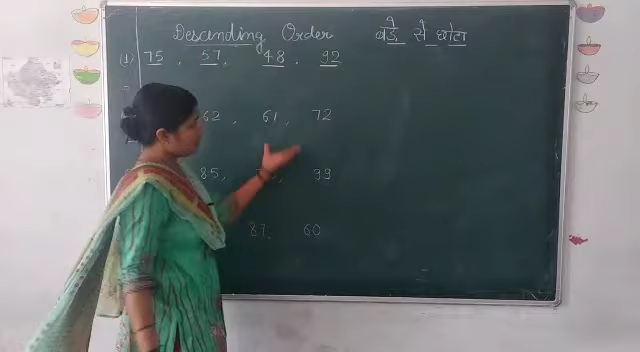 Descending Order बड़े से छोटा
(1) 75, 57, 48, 92
62, 61, 72
85, 99
87, 60